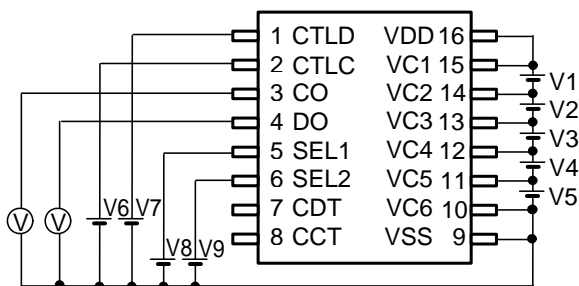 1 CTLD VDD 16
2 CTLC VC1 15
3 CO VC2 14
4 DO VC3 13
5 SEL1 VC4 12
6 SEL2 VC5 11
7 CDT VC6 10
8 CCT VSS 9
V1
V2
V3
V4
V5
V V V6 V7
V8 V9